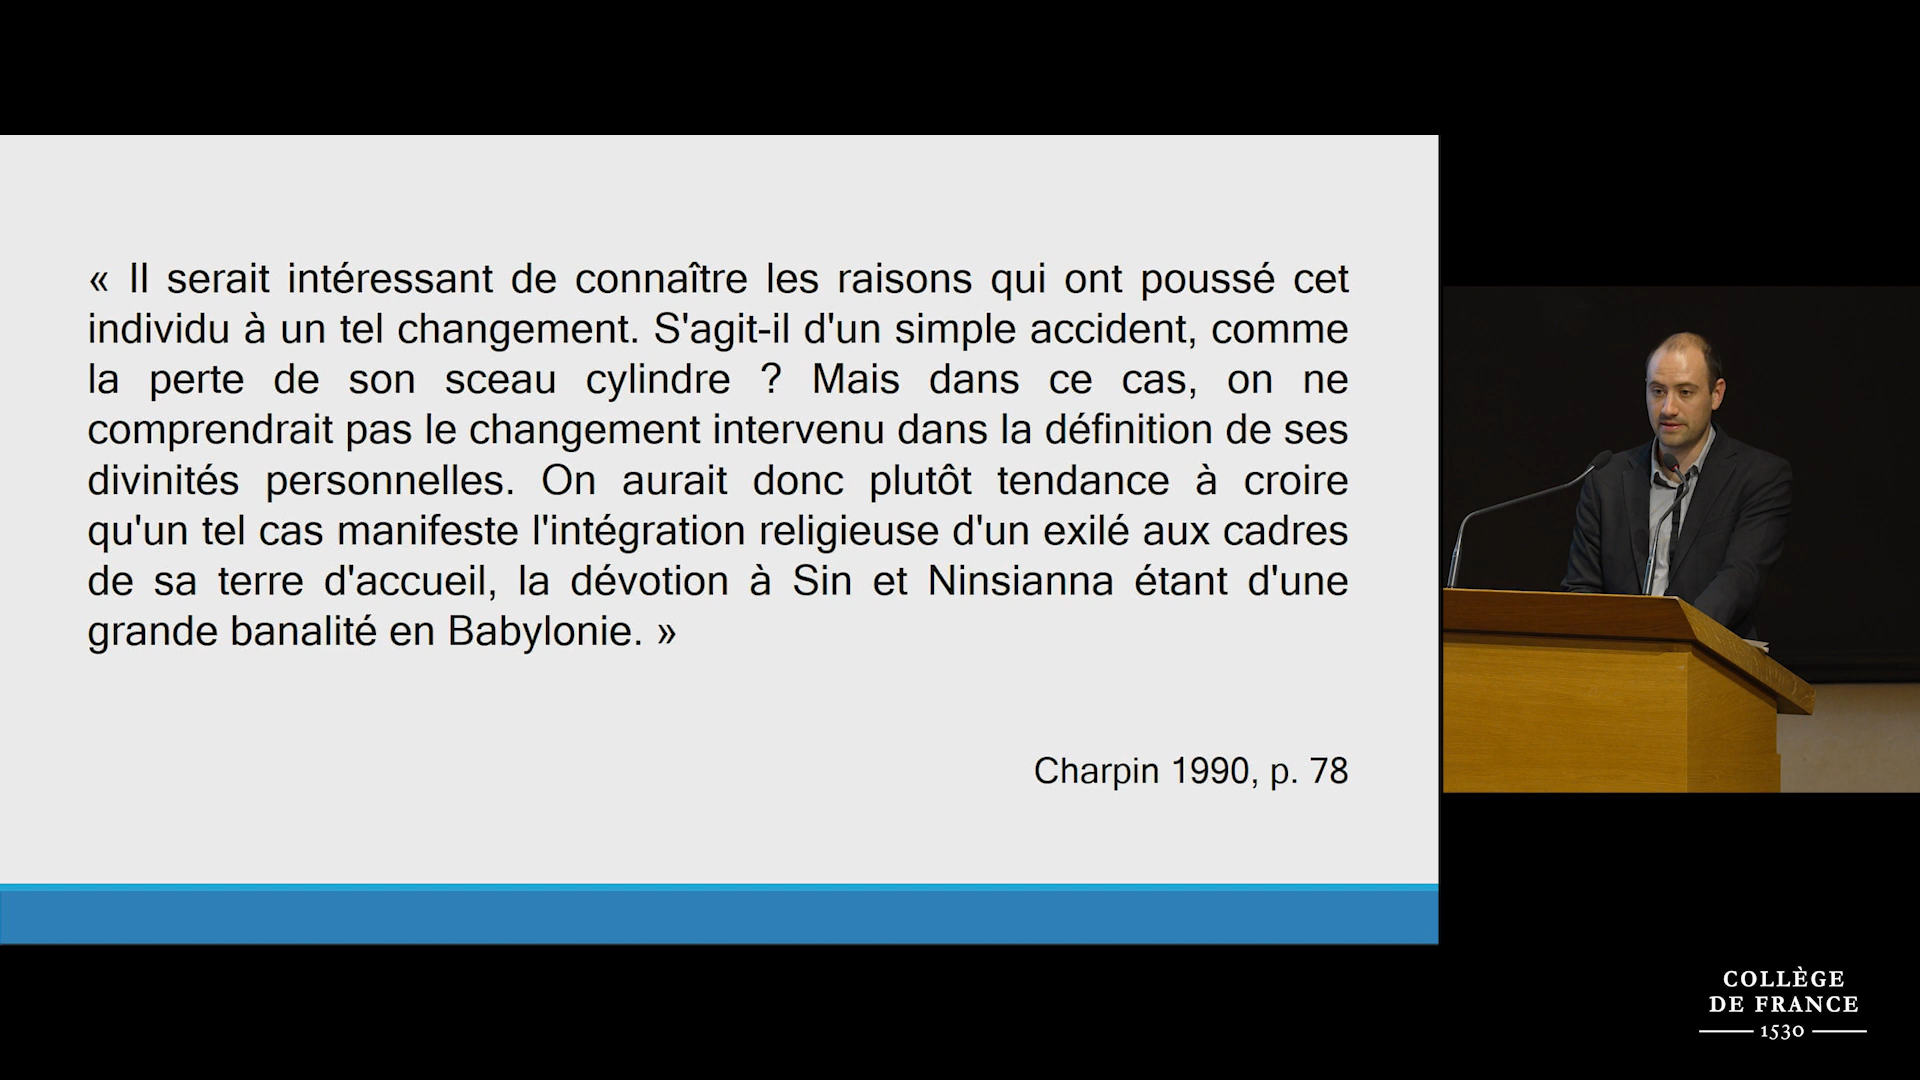 « Il serait intéressant de connaître les raisons qui ont poussé cet
individu à un tel changement. S'agit-il d'un simple accident, comme
la perte de son sceau cylindre ? Mais dans ce cas, on ne
comprendrait pas le changement intervenu dans la définition de ses
divinités personnelles. On aurait donc plutôt tendance à croire
qu'un tel cas manifeste l'intégration religieuse d'un exilé aux cadres
de sa terre d'accueil, la dévotion à Sin et Ninsianna étant d'une
grande banalité en Babylonie. »
Charpin 1990, p. 78
COLLÈGE
DE FRANCE
1530